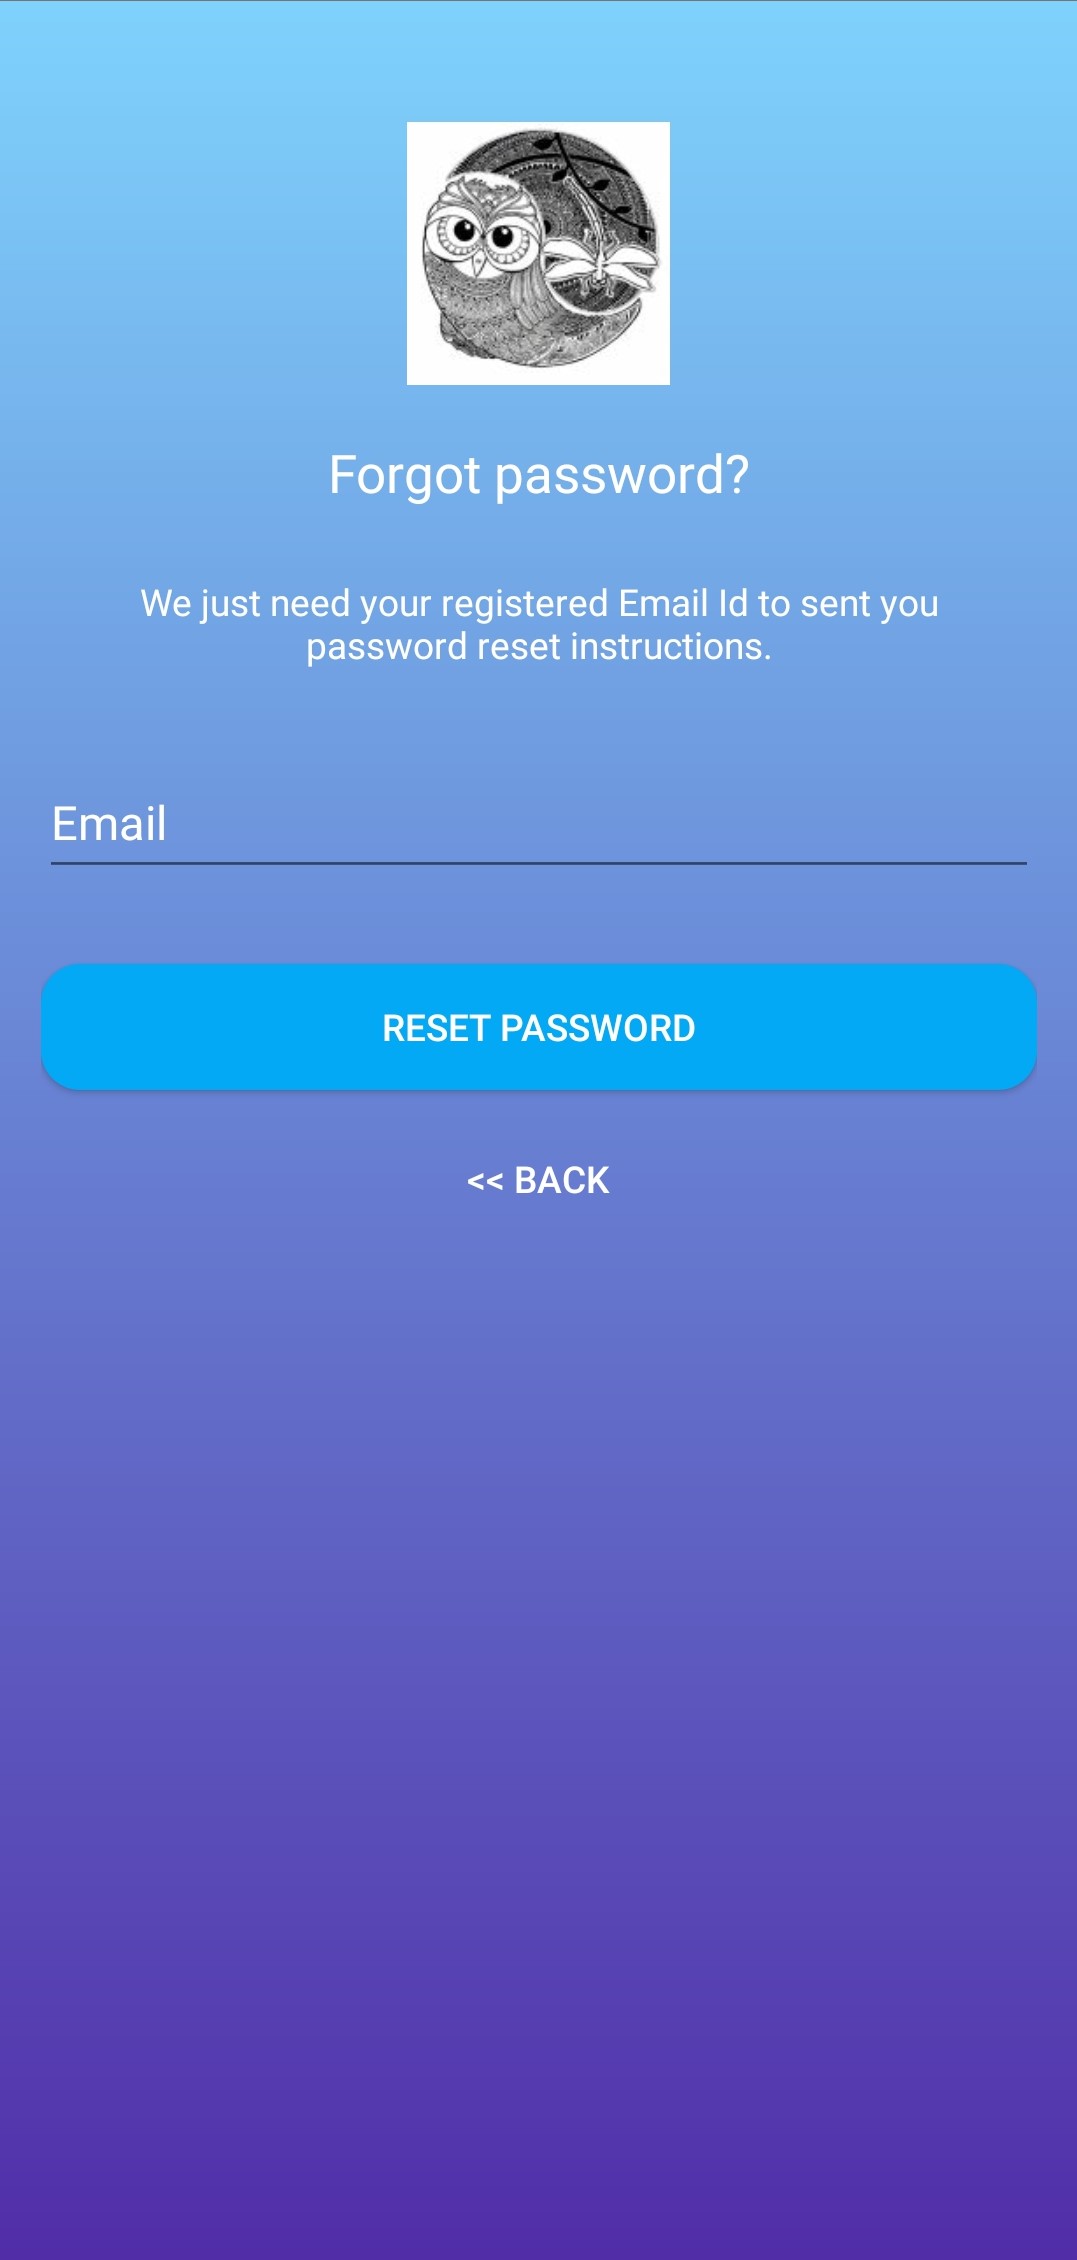 Forgot password?
We just need your registered Email Id to sent you
password reset instructions.
Email
RESET PASSWORD
<< BACK